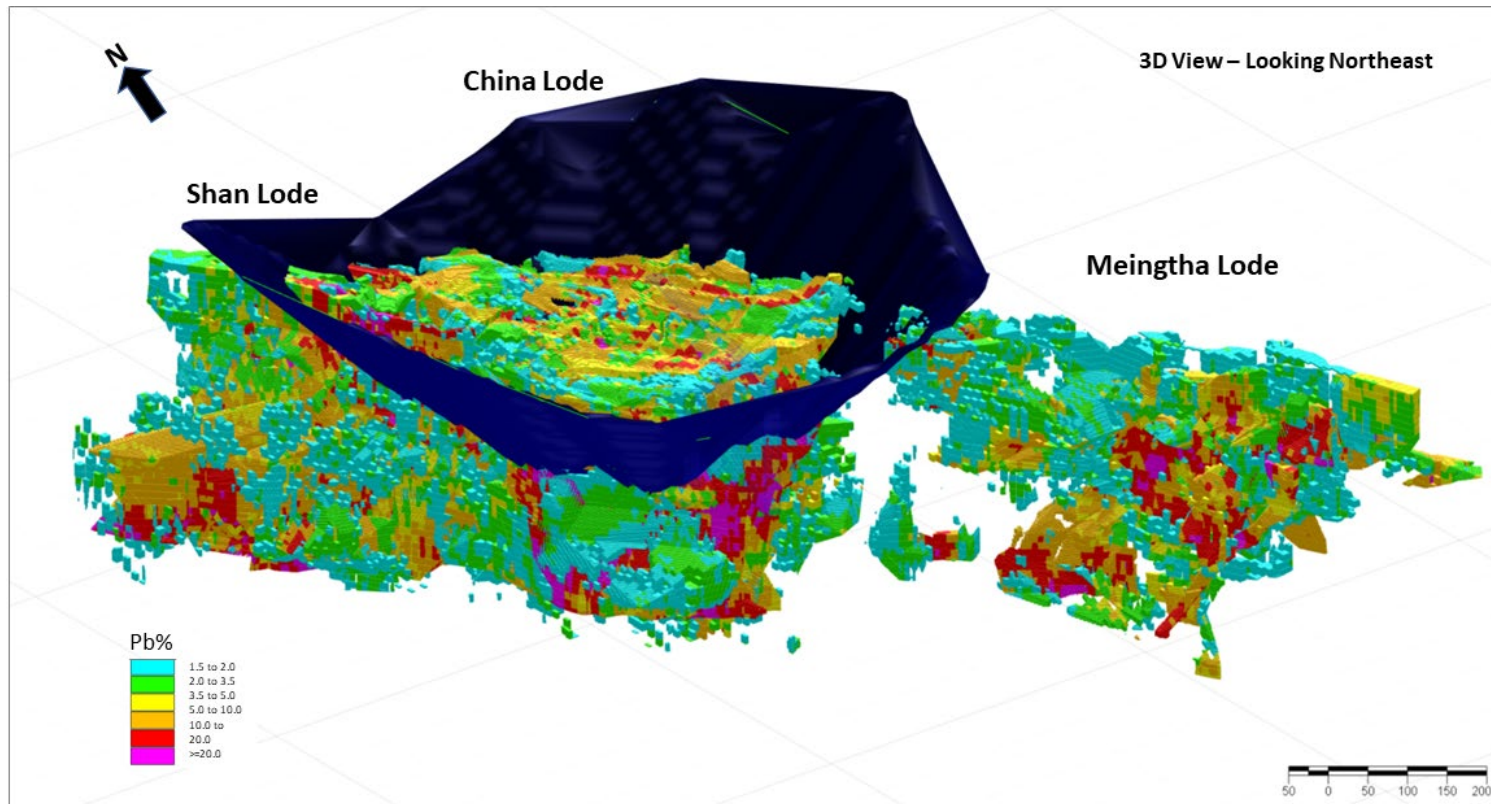 N
3D View – Looking Northeast
China Lode
Shan Lode
Meingtha Lode
Pb%
1.5 to 2.0
2.0 to 3.5
3.5 to 5.0
5.0 to 10.0
10.0 to
20.0
>=20.0
50 0 50 100 150 200